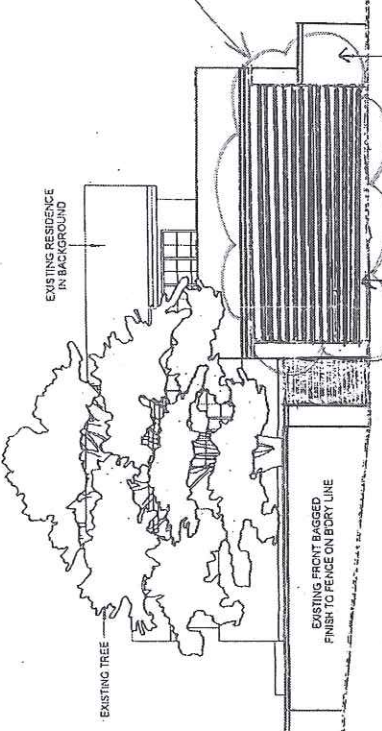 EXISTING TREE
EXISTING RESIDENCE
IN BACKGROUND
EXISTING FRONT BAGGED
FINISH TO FENCE ON B'DRY LINE